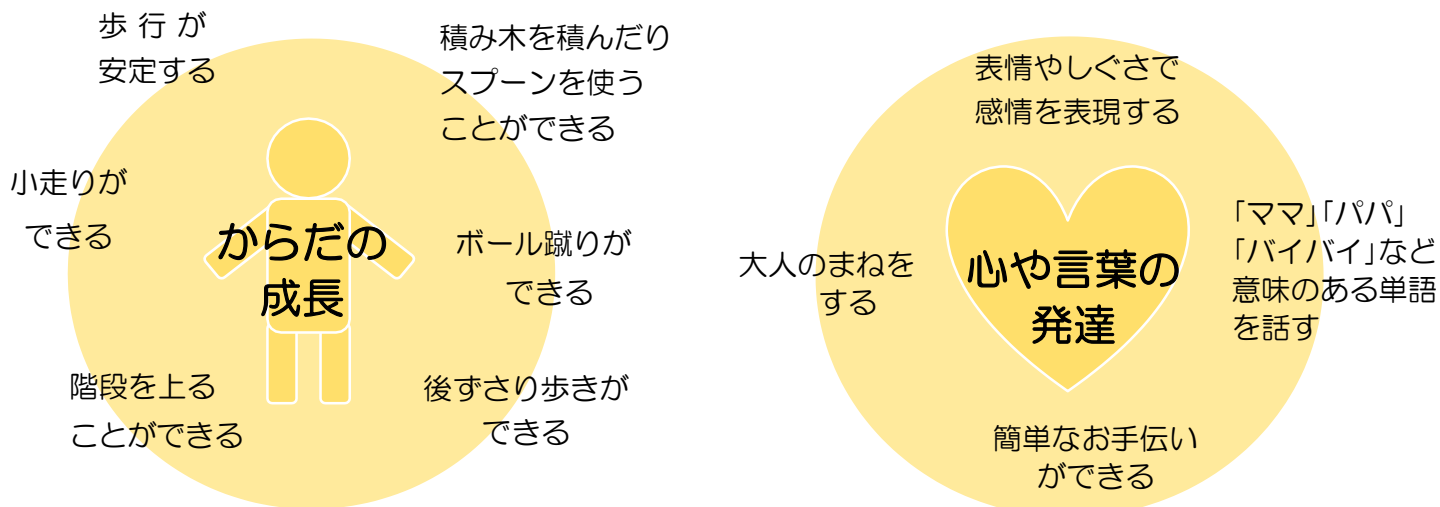 歩行が
安定する
積み木を積んだり
スプーンを使う
ことができる
小走りが
できる
からだの
成長
ボール蹴りが
できる
階段を上る
ことができる
後ずさり歩きが
できる
表情やしぐさで
感情を表現する
大人のまねを
する
心や言葉の
発達
「ママ」「パパ」
「バイバイ」など
意味のある単語
を話す
簡単なお手伝い
ができる